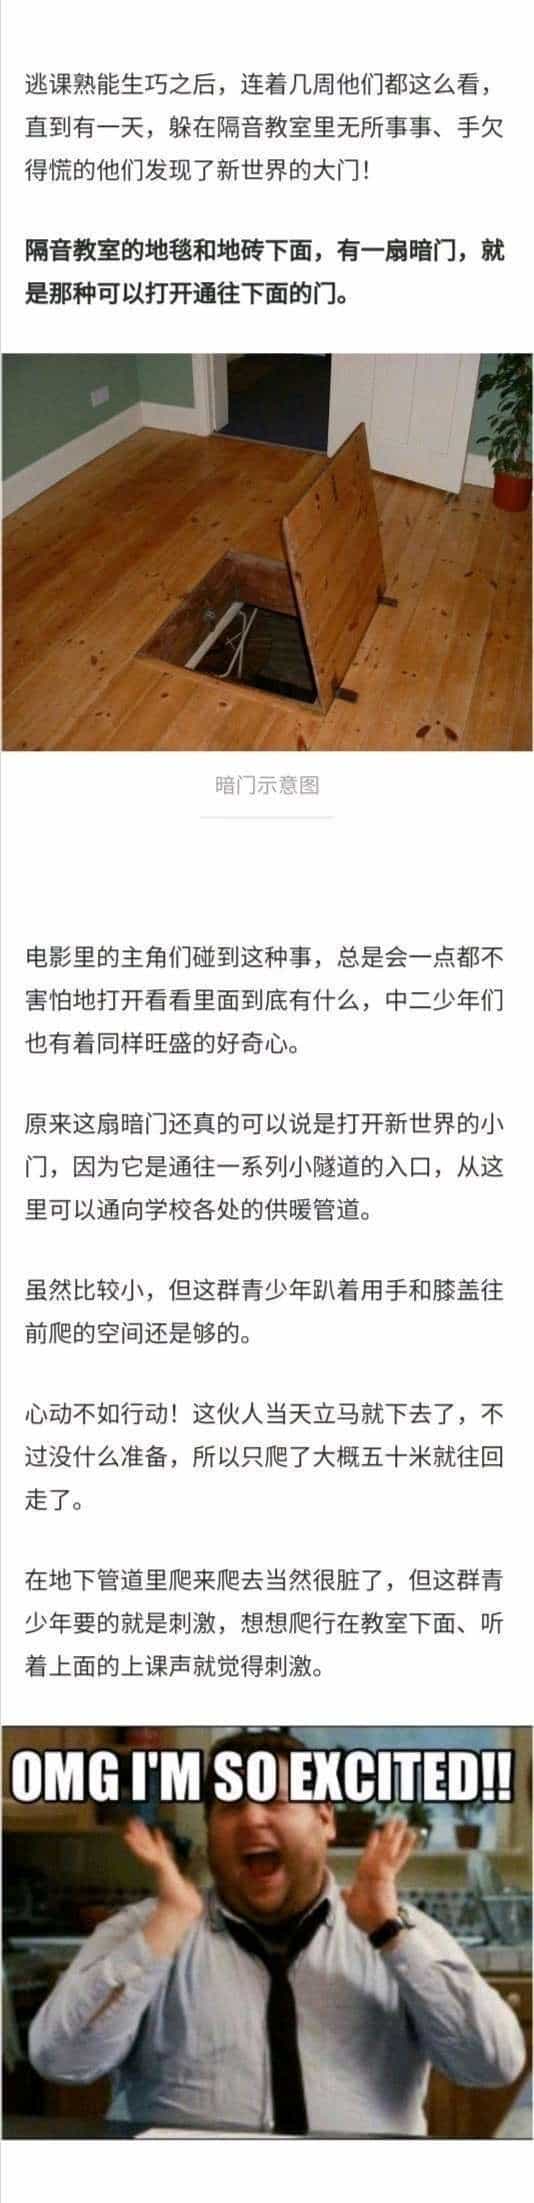 逃课熟能生巧之后，连着几周他们都这么看，
直到有一天，躲在隔音教室里无所事事、手欠
得慌的他们发现了新世界的大门！
隔音教室的地毯和地砖下面，有一扇暗门，就
是那种可以打开通往下面的门。
暗门示意图
电影里的主角们碰到这种事，总是会一点都不
害怕地打开看看里面到底有什么，中二少年们
也有着同样旺盛的好奇心。
原来这扇暗门还真的可以说是打开新世界的小
门，因为它是通往一系列小隧道的入口，从这
里可以通向学校各处的供暖管道。
虽然比较小，但这群青少年趴着用手和膝盖往
前爬的空间还是够的。
心动不如行动！这伙人当天立马就下去了，不
过没什么准备，所以只爬了大概五十米就往回
走了。
在地下管道里爬来爬去当然很脏了，但这群青
少年要的就是刺激，想想爬行在教室下面、听
着上面的上课声就觉得刺激。
OMG I'M SO EXCITED!!